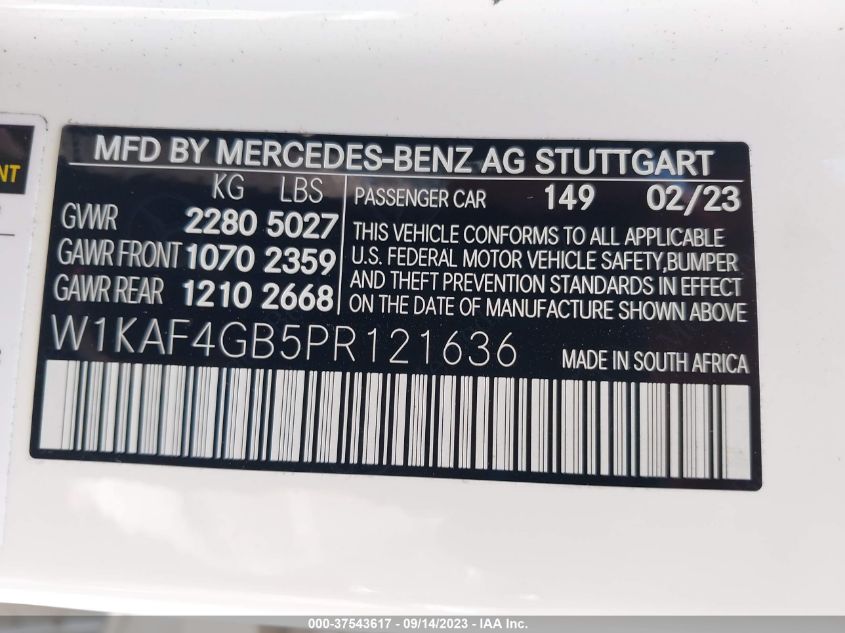 NT
MFD BY MERCEDES-BENZ AG STUTTGART
KG LBS
GVWR 2280 5027
GAWR FRONT 1070 2359
GAWR REAR 1210 2668
PASSENGER CAR 149 02/23
THIS VEHICLE CONFORMS TO ALL APPLICABLE
U.S. FEDERAL MOTOR VEHICLE SAFETY,BUMPER
AND THEFT PREVENTION STANDARDS IN EFFECT
ON THE DATE OF MANUFACTURE SHOWN ABOVE
W1KAF4GB5PR121636
MADE IN SOUTH AFRICA
000-37543617 - 09/14/2023 - IAA Inc.